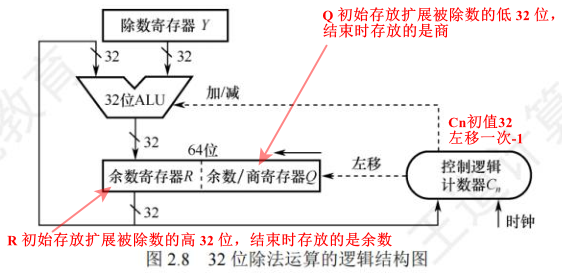 除数寄存器 Y
Q 初始存放扩展被除数的低 32 位，
结束时存放的是商
32
32
32位ALU
加/减
Cn初值32
左移一次-1
32
64位
余数寄存器R
余数/商寄存器Q
左移
控制逻辑
计数器Cn
32
时钟
R 初始存放扩展被除数的高 32 位，结束时存放的是余数
图 2.8 32 位除法运算的逻辑结构图